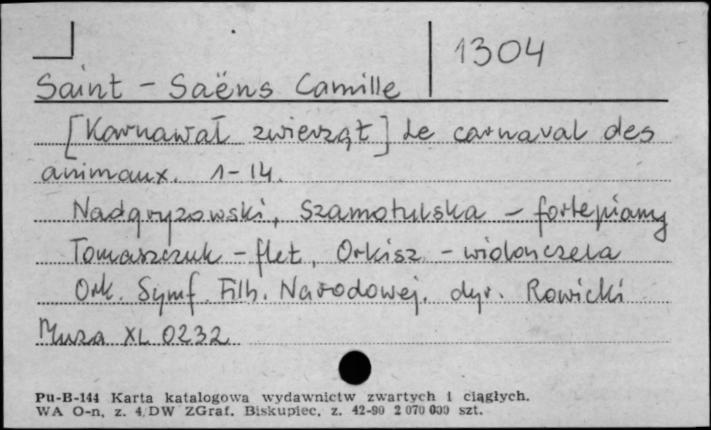 1304
Saint - Saëns Camille
[Karnawał zwierząt] Le carnaval des
animaux. 1-14.
Nadgryzowski, Szamotulska - fortepiany
Tomaszczuk - flet, Orkisz - wiolonczela
Ork. Symf. Filh. Narodowej. dyr. Rowicki
Muza XL 0232
Pu-B-144 Karta katalogowa wydawnictw zwartych i ciągłych.
WA O-n, z. 4 DW ZGraf. Biskupiec, z. 42-90 2 070 000 szt.